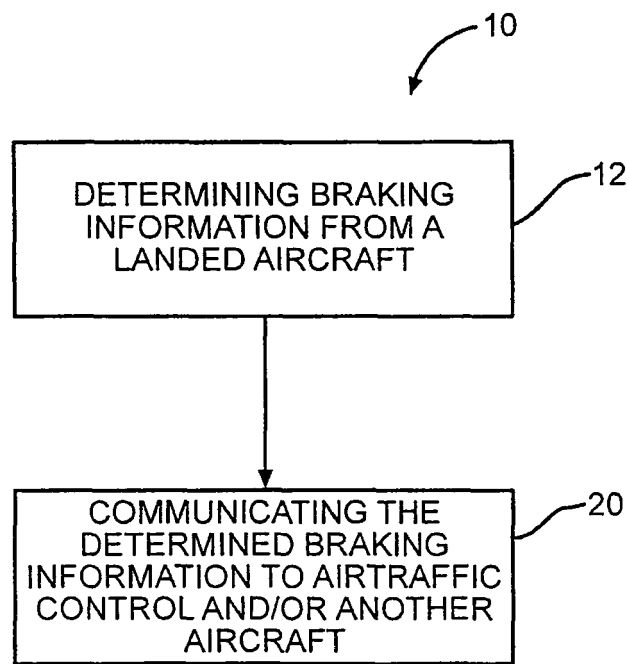 10
DETERMINING BRAKING
INFORMATION FROM A
LANDED AIRCRAFT
12
COMMUNICATING THE
DETERMINED BRAKING
INFORMATION TO AIRTRAFFIC
CONTROL AND/OR ANOTHER
AIRCRAFT
20